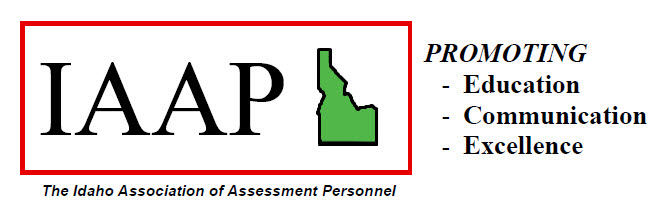 IAAP
The Idaho Association of Assessment Personnel
PROMOTING
- Education
- Communication
- Excellence